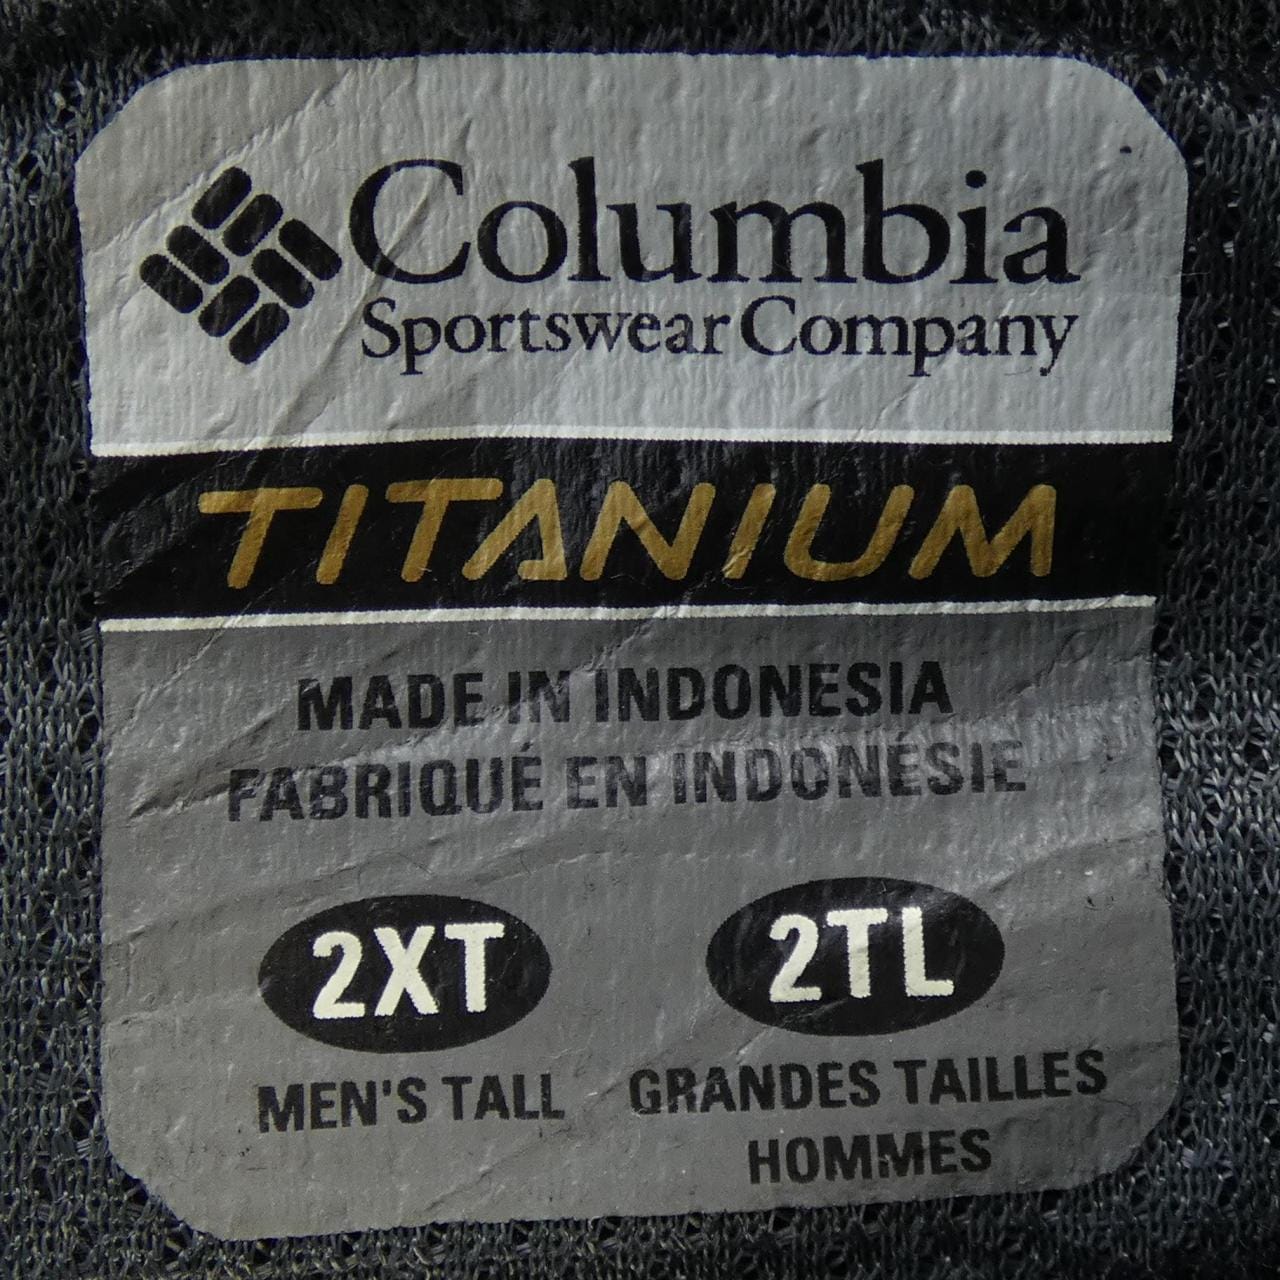 Columbia
Sportswear Company
TITANIUM
MADE IN INDONESIA
FABRIQUÉ EN INDONÉSIE
2XT 2TL
MEN'S TALL GRANDES TAILLES
HOMMES